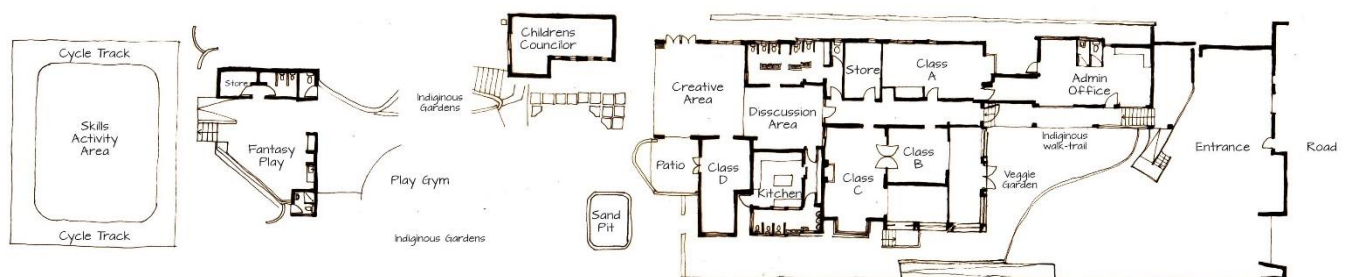 Cycle Track
Skills
Activity
Area
Cycle Track
Store
Fantasy
Play
Indiginous
Gardens
Play Gym
Indiginous Gardens
Childrens
Councilor
Sand
Pit
Creative
Area
Patio
Disscussion
Area
Class
D
Kitchen
Store
Class
A
Class
B
Class
C
Admin
Office
Indiginous
walk-trail
Veggie
Garden
Entrance
Road